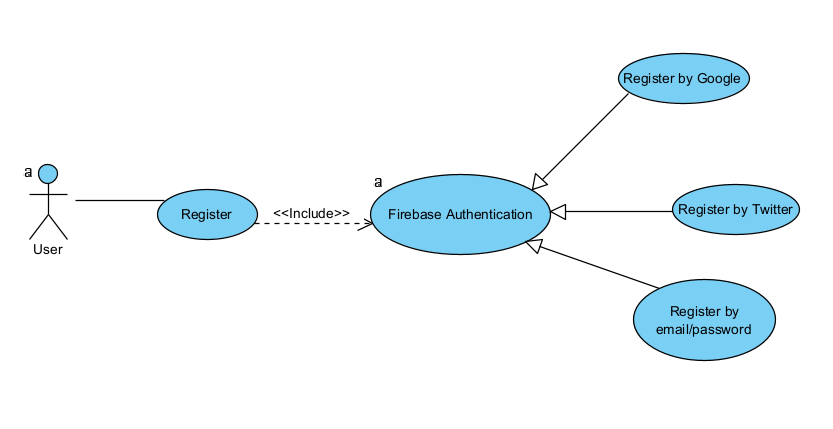 Register by Google
a
a
Register
<<Include>>
Firebase Authentication
Register by Twitter
User
Register by
email/password